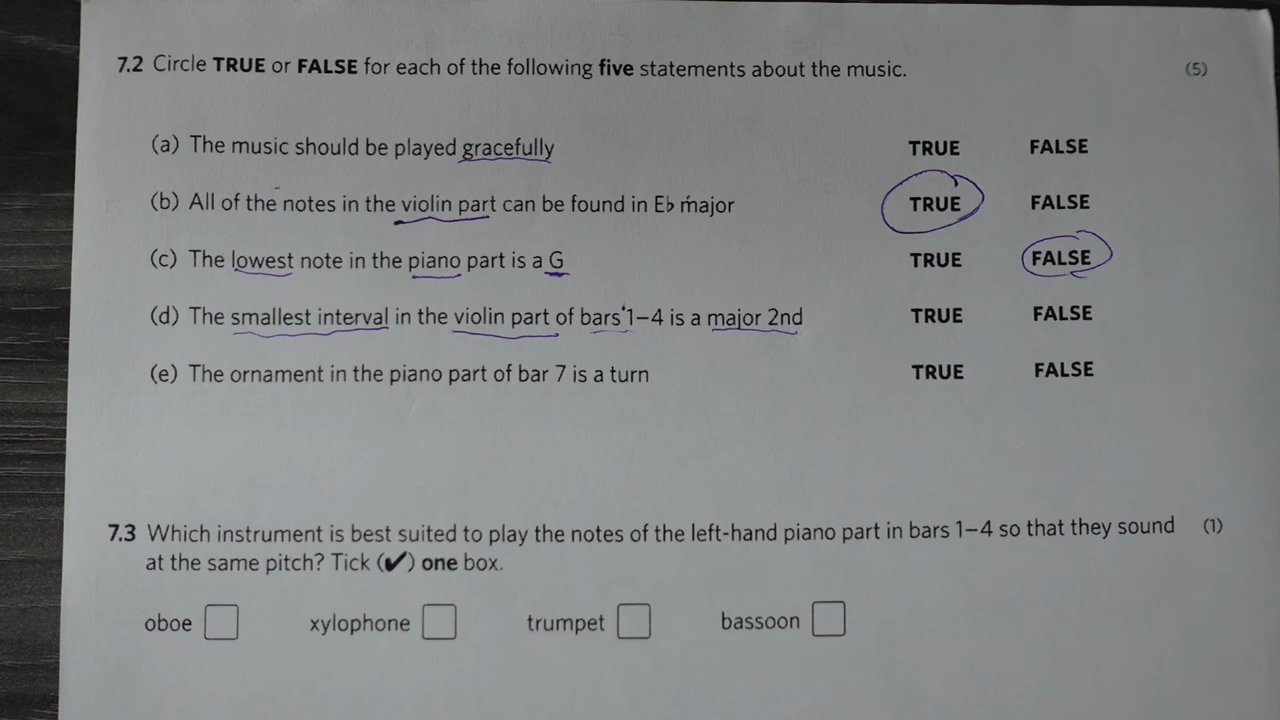 7.2 Circle TRUE or FALSE for each of the following five statements about the music. (5)
(a) The music should be played gracefully TRUE FALSE
(b) All of the notes in the violin part can be found in E♭ major TRUE FALSE
(c) The lowest note in the piano part is a G TRUE FALSE
(d) The smallest interval in the violin part of bars 1–4 is a major 2nd TRUE FALSE
(e) The ornament in the piano part of bar 7 is a turn TRUE FALSE
7.3 Which instrument is best suited to play the notes of the left-hand piano part in bars 1–4 so that they sound (1)
at the same pitch? Tick (✔) one box.
oboe xylophone trumpet bassoon